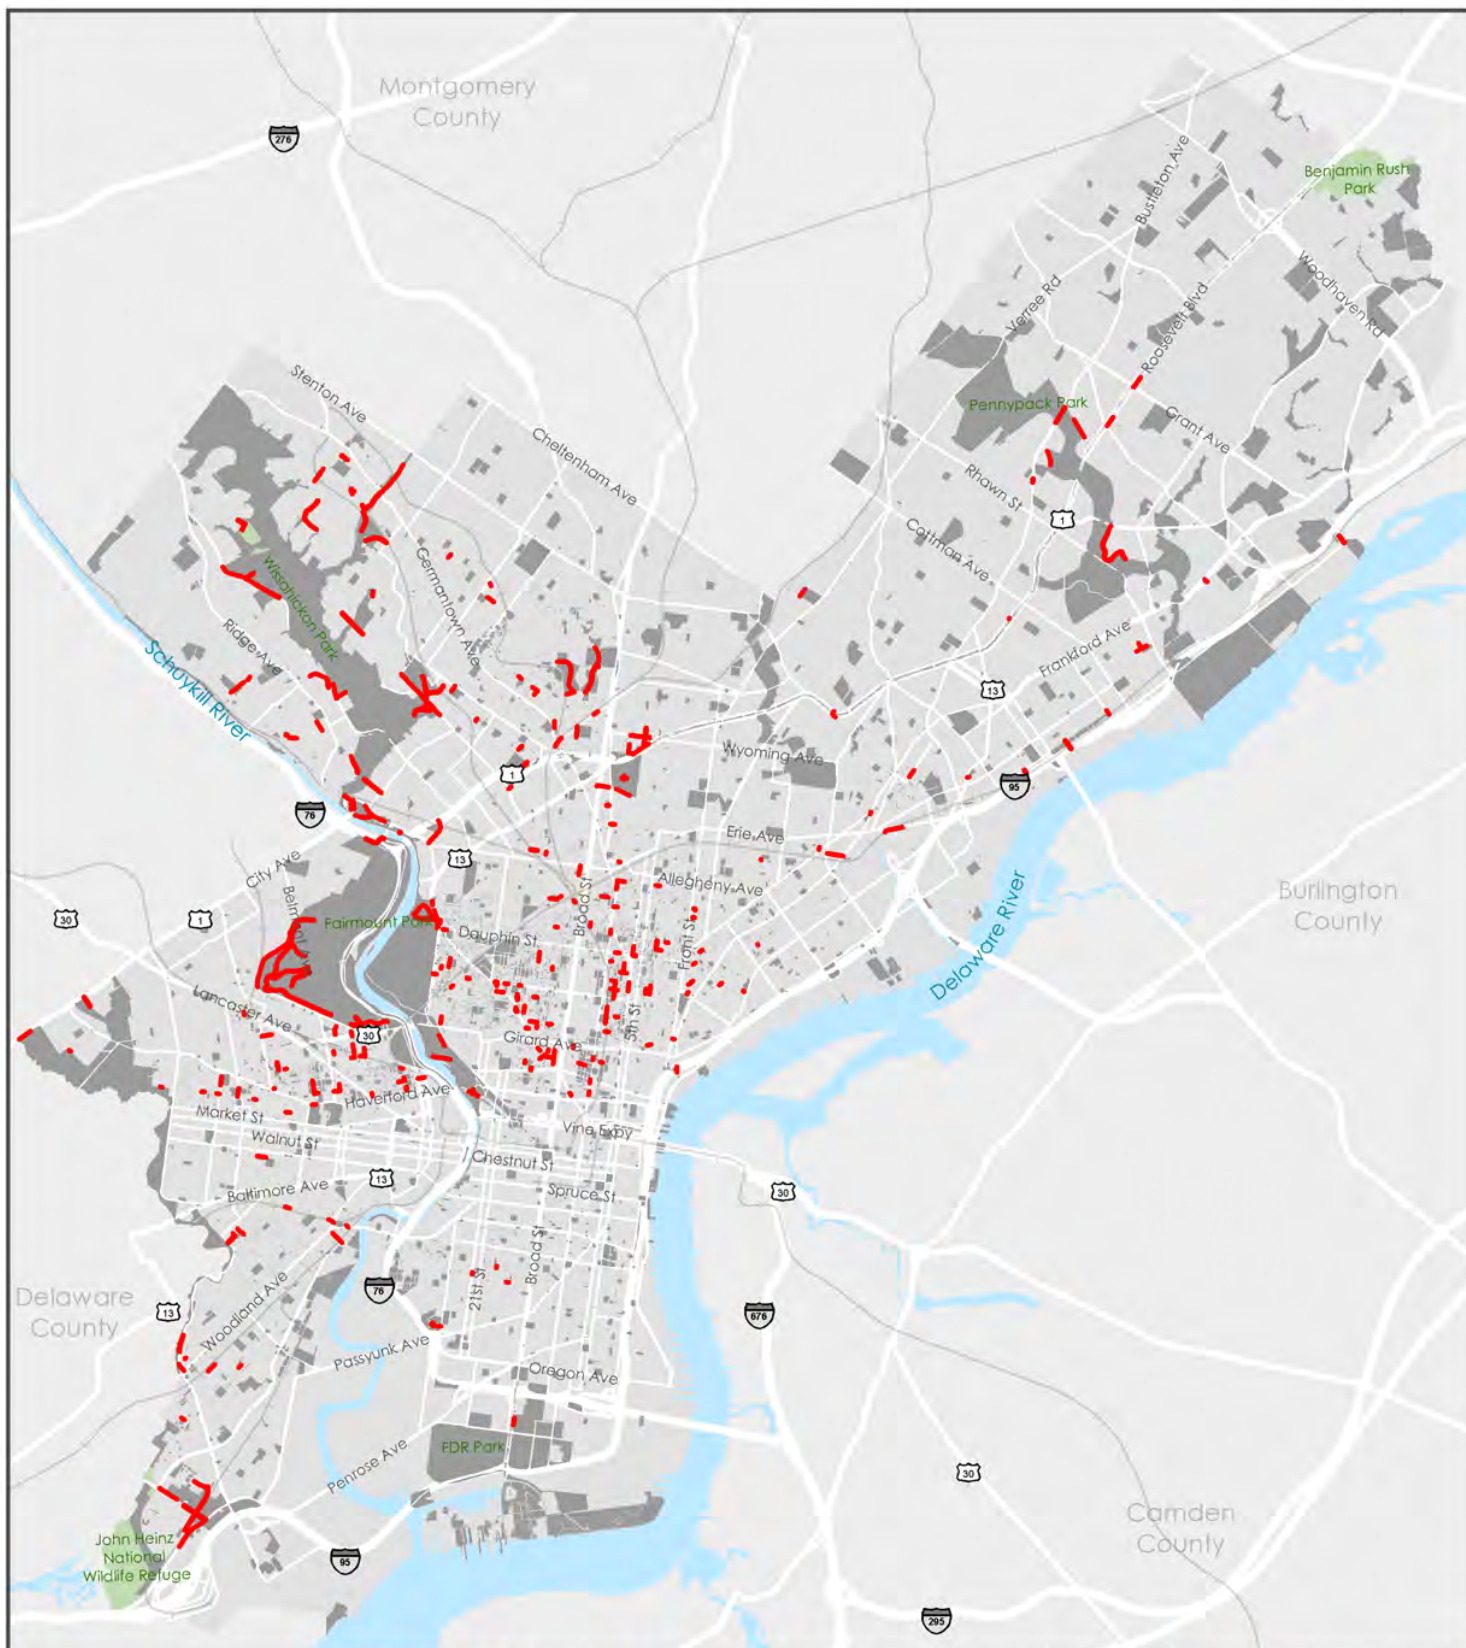 Montgomery
County
276
Benjamin Rush
Park
Bustleton Ave
Woodhaven Rd
Verree Rd
Roosevelt Blvd
Stenton Ave
Pennypack Park
Grant Ave
Cheltenham Ave
Rhawn St
1
Cottman Ave
Germantown Ave
Wissahickon Park
Ridge Ave
Frankford Ave
Schuykill River
13
Wyoming Ave
1
95
76
Erie Ave
13
City Ave
Allegheny Ave
Burlington
County
30
1
Belmont Ave
Fairmount Park
Broad St
Dauphin St
Front St
Delaware River
Lancaster Ave
30
Girard Ave
5th St
Haverford Ave
Market St
Vine Expy
Walnut St
Chestnut St
13
Baltimore Ave
Spruce St
30
Broad St
21st St
Delaware
County
13
Woodland Ave
76
676
Passyunk Ave
Oregon Ave
FDR Park
Penrose Ave
30
Camden
County
John Heinz
National
Wildlife Refuge
95
295